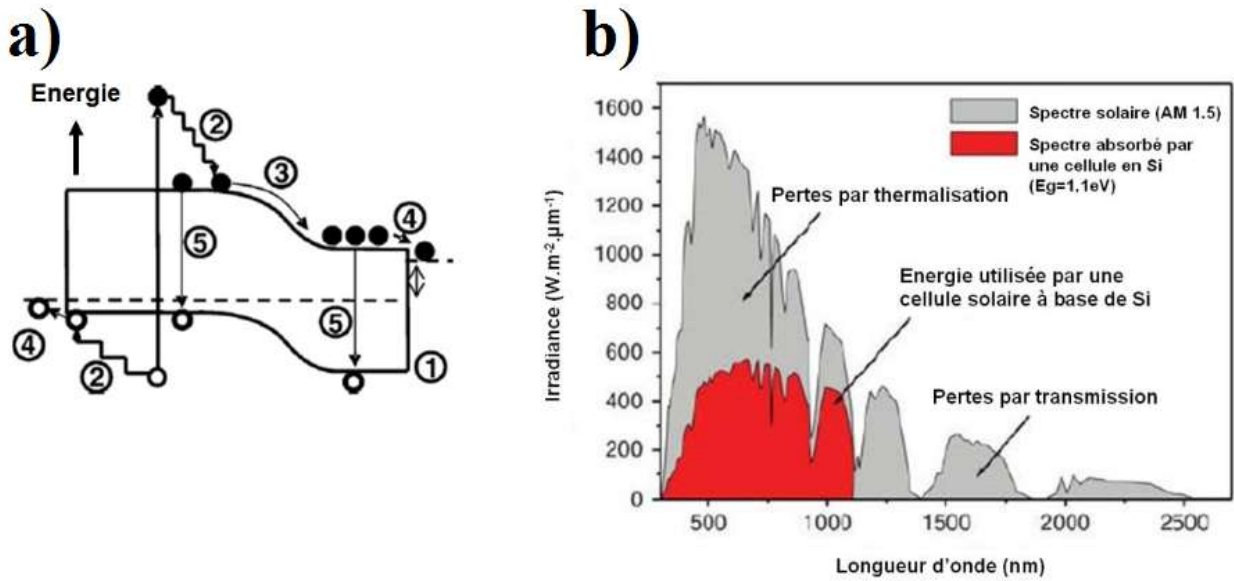 a)
Energie
②
③
④
⑤
⑤
④
②
①
b)
Irradiance (W.m⁻².µm⁻¹)
1600
1400
1200
1000
800
600
400
200
0
Spectre solaire (AM 1.5)
Spectre absorbé par
une cellule en Si
(Eg=1.1eV)
Pertes par thermalisation
Energie utilisée par une
cellule solaire à base de Si
Pertes par transmission
500 1000 1500 2000 2500
Longueur d'onde (nm)